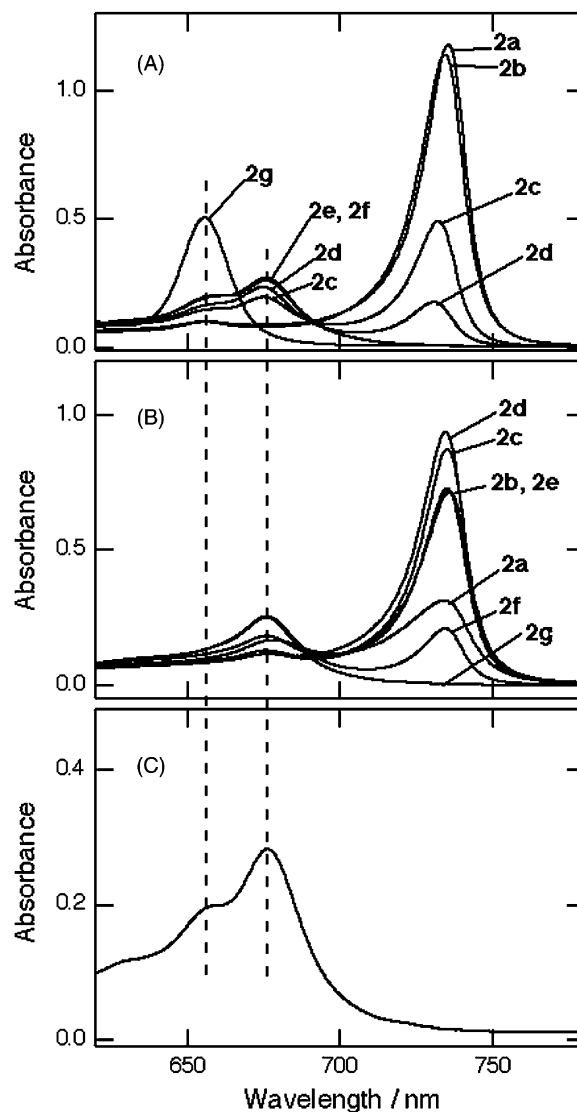 (A)
2a
2b
2g
2c
2e, 2f
2d
2d
2c
1.0
0.5
0.0
Absorbance
(B)
2d
2c
2b, 2e
2a
2f
2g
1.0
0.5
0.0
Absorbance
(C)
0.4
0.2
0.0
Absorbance
650 700 750
Wavelength / nm